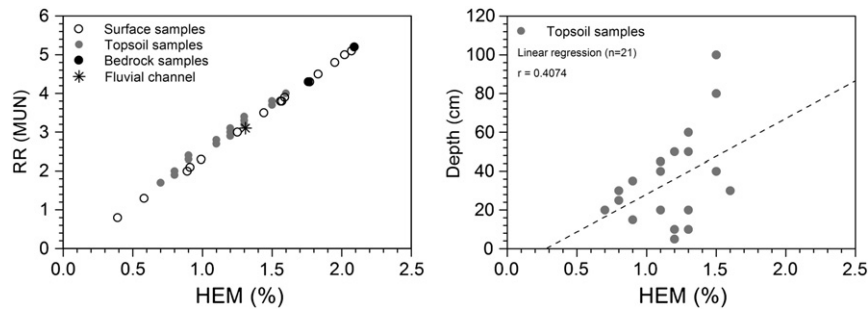 6
5
4
3
2
1
0
RR (MUN)
Surface samples
Topsoil samples
Bedrock samples
Fluvial channel
0.0 0.5 1.0 1.5 2.0 2.5
HEM (%)
120
100
80
60
40
20
0
Depth (cm)
Topsoil samples
Linear regression (n=21)
r = 0.4074
0.0 0.5 1.0 1.5 2.0 2.5
HEM (%)